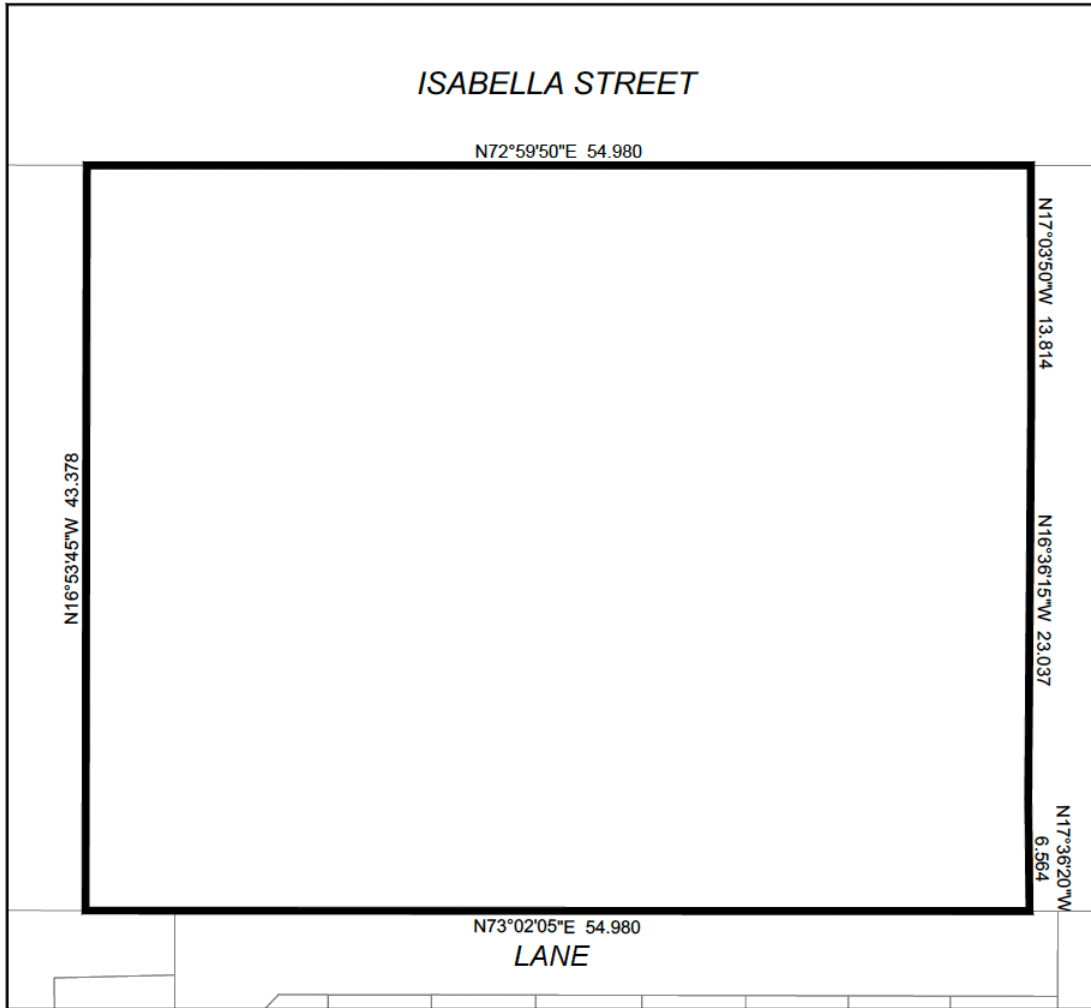 ISABELLA STREET
N72°59'50"E 54.980
N17°03'50"W 13.814
N16°53'45"W 43.378
N16°36'15"W 23.037
N17°36'20"W
6.564
N73°02'05"E 54.980
LANE